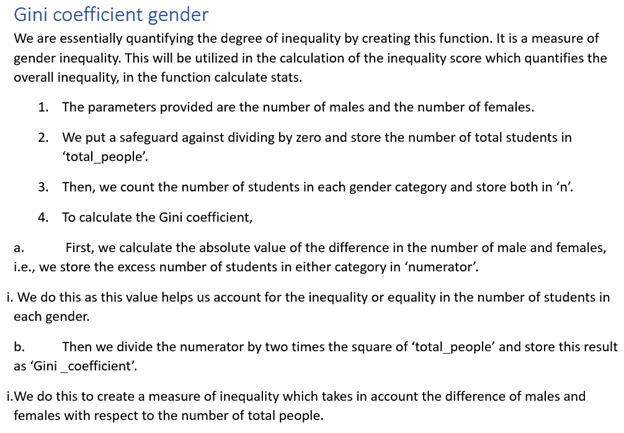 Gini coefficient gender
We are essentially quantifying the degree of inequality by creating this function. It is a measure of
gender inequality. This will be utilized in the calculation of the inequality score which quantifies the
overall inequality, in the function calculate stats.
1. The parameters provided are the number of males and the number of females.
2. We put a safeguard against dividing by zero and store the number of total students in
‘total_people’.
3. Then, we count the number of students in each gender category and store both in ‘n’.
4. To calculate the Gini coefficient,
a. First, we calculate the absolute value of the difference in the number of male and females,
i.e., we store the excess number of students in either category in ‘numerator’.
i. We do this as this value helps us account for the inequality or equality in the number of students in
each gender.
b. Then we divide the numerator by two times the square of ‘total_people’ and store this result
as ‘Gini _coefficient’.
i.We do this to create a measure of inequality which takes in account the difference of males and
females with respect to the number of total people.